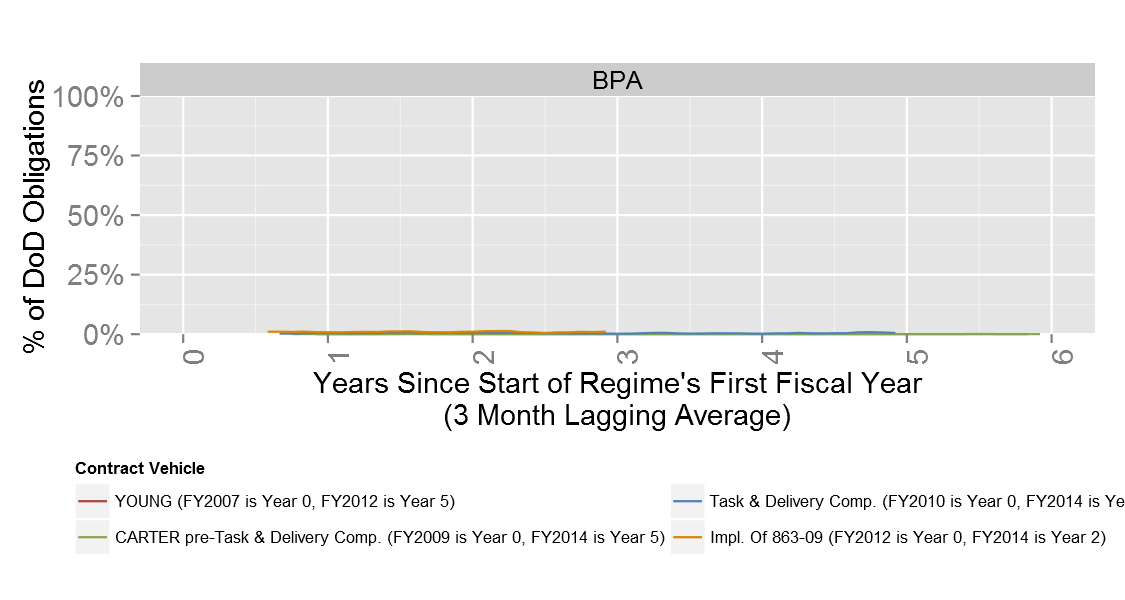 BPA
100%
75%
50%
25%
0%
% of DoD Obligations
0 1 2 3 4 5 6
Years Since Start of Regime's First Fiscal Year
(3 Month Lagging Average)
Contract Vehicle
YOUNG (FY2007 is Year 0, FY2012 is Year 5)
Task & Delivery Comp. (FY2010 is Year 0, FY2014 is Ye
CARTER pre-Task & Delivery Comp. (FY2009 is Year 0, FY2014 is Year 5)
Impl. Of 863-09 (FY2012 is Year 0, FY2014 is Year 2)